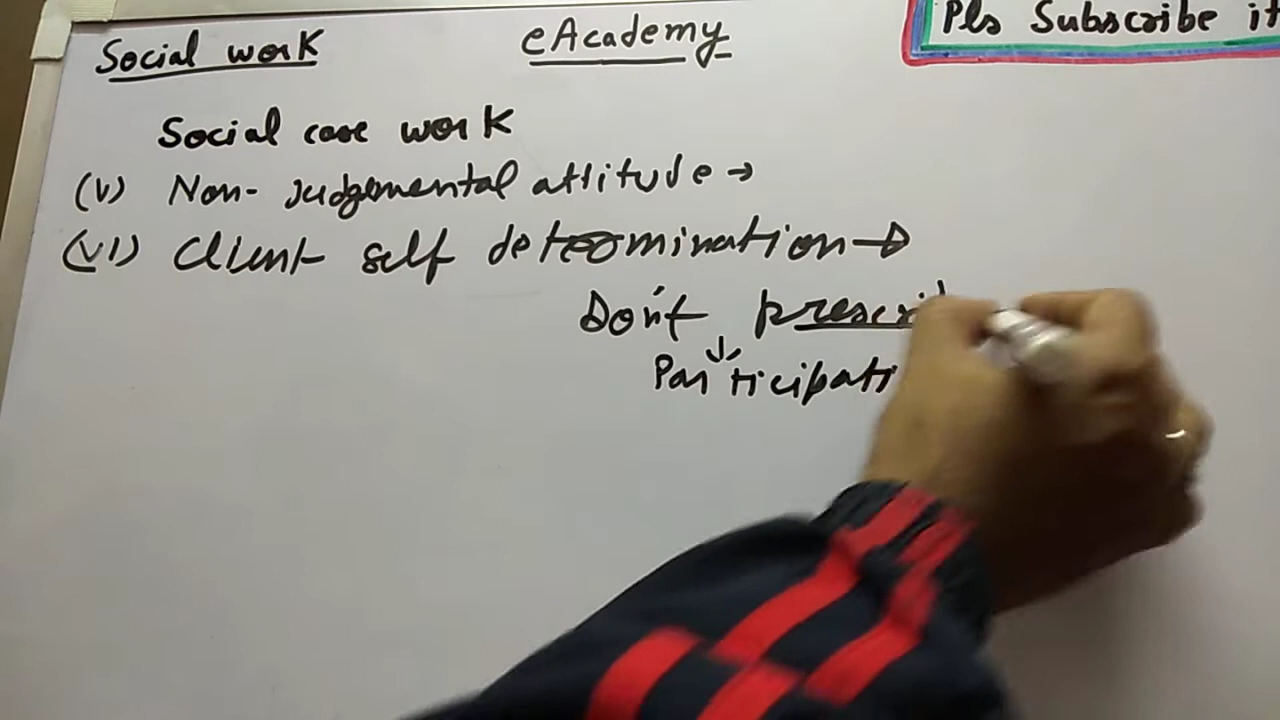 Social work eAcademy Pls Subscribe it
Social case work
(V) Non-Judgemental attitude →
(VI) Client self determination →
Don't
↓